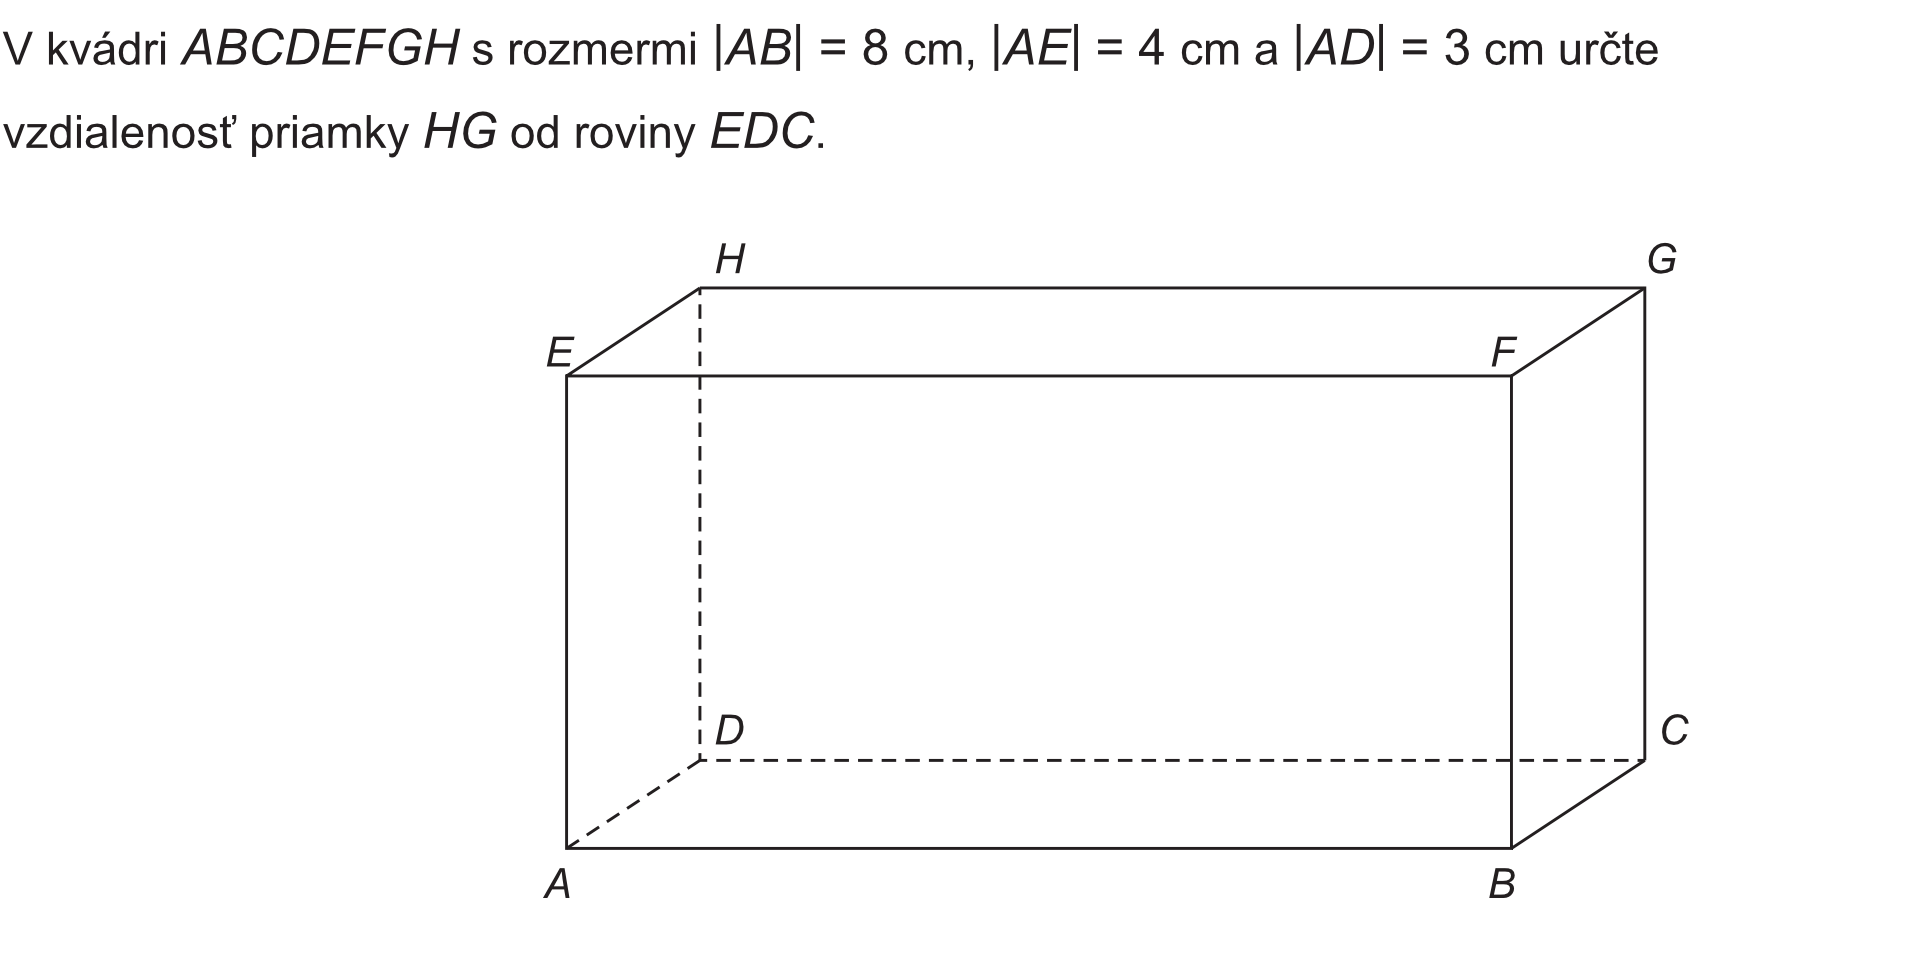 V kvádri ABCDEFGH s rozmermi |AB| = 8 cm, |AE| = 4 cm a |AD| = 3 cm určte
vzdialenosť priamky HG od roviny EDC.
H
G
E
F
D
C
A
B